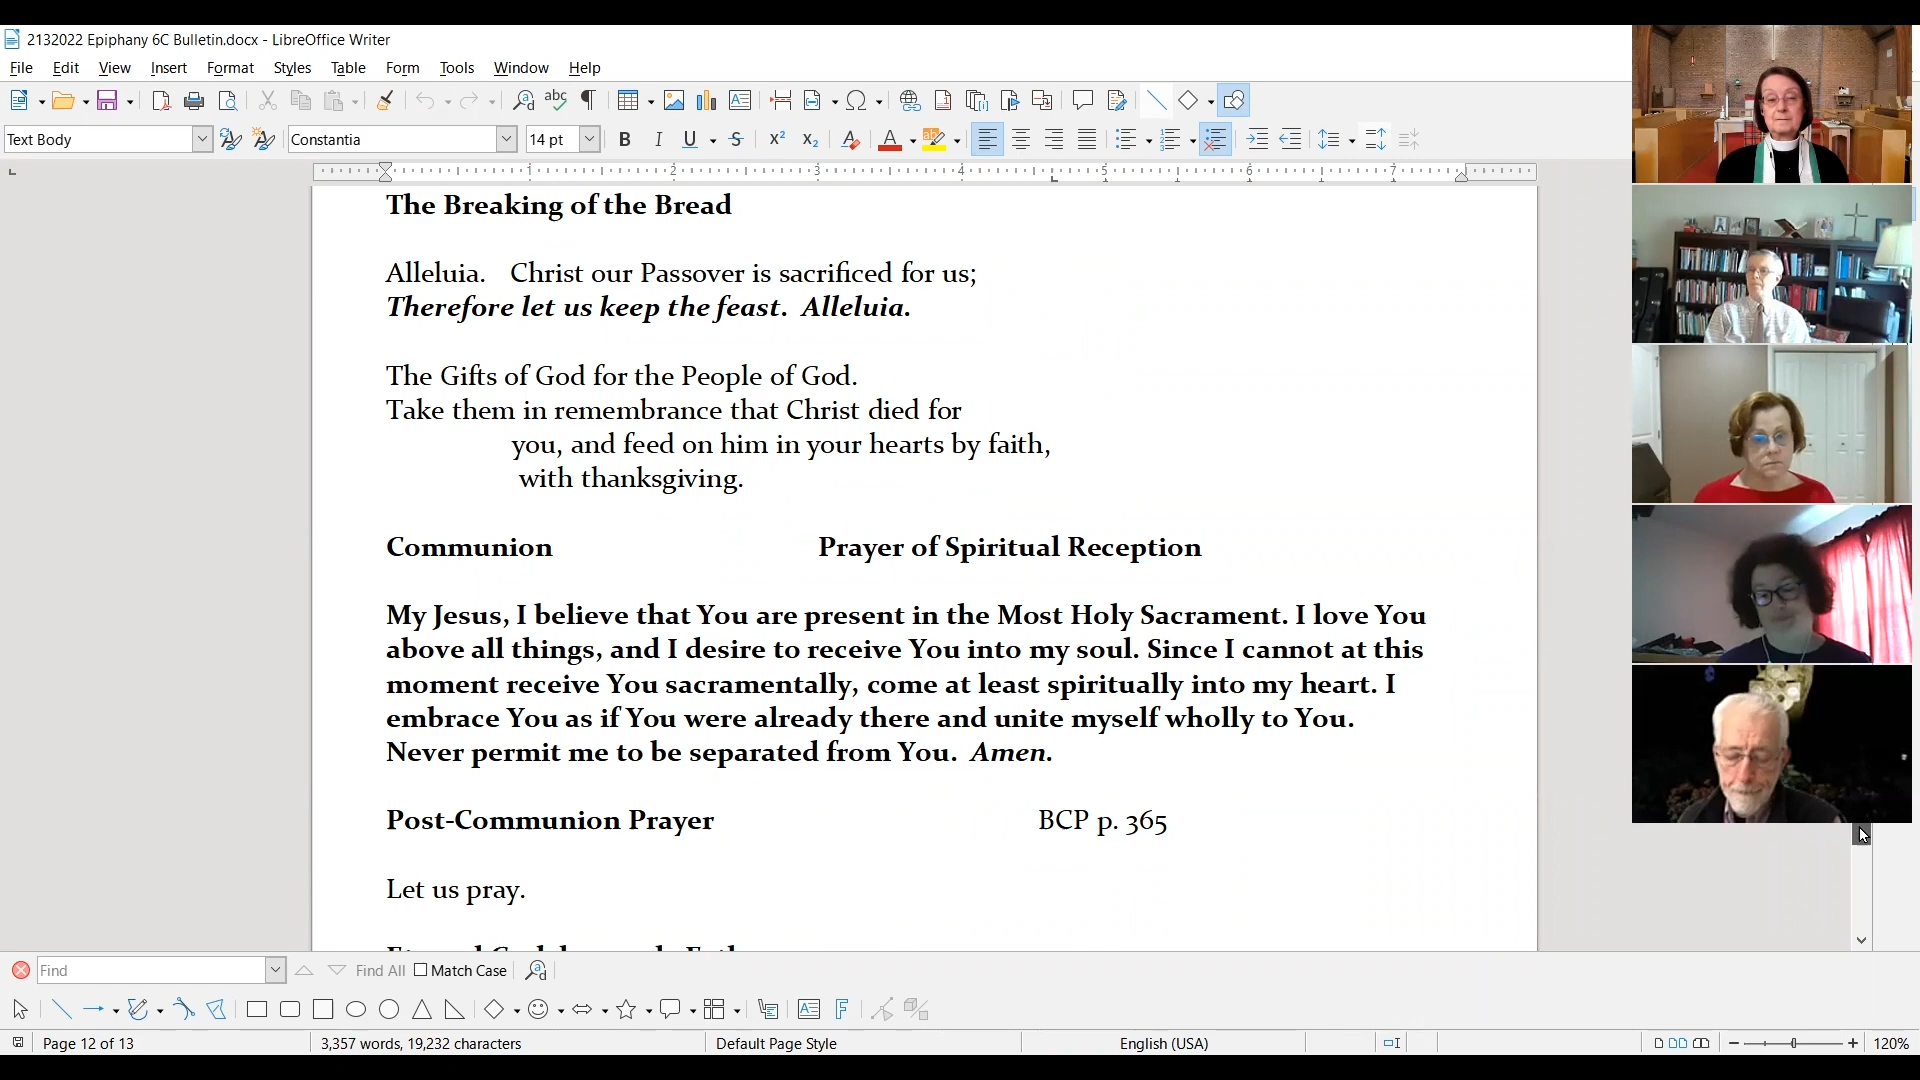 2132022 Epiphany 6C Bulletin.docx - LibreOffice Writer
File Edit View Insert Format Styles Table Form Tools Window Help
Text Body Constantia 14 pt
1 2 3 4 5 6 7
The Breaking of the Bread
Alleluia. Christ our Passover is sacrificed for us;
Therefore let us keep the feast. Alleluia.
The Gifts of God for the People of God.
Take them in remembrance that Christ died for
you, and feed on him in your hearts by faith,
with thanksgiving.
Communion Prayer of Spiritual Reception
My Jesus, I believe that You are present in the Most Holy Sacrament. I love You
above all things, and I desire to receive You into my soul. Since I cannot at this
moment receive You sacramentally, come at least spiritually into my heart. I
embrace You as if You were already there and unite myself wholly to You.
Never permit me to be separated from You. Amen.
Post-Communion Prayer BCP p. 365
Let us pray.
Find Find All Match Case
Page 12 of 13 3,357 words, 19,232 characters Default Page Style English (USA) 120%